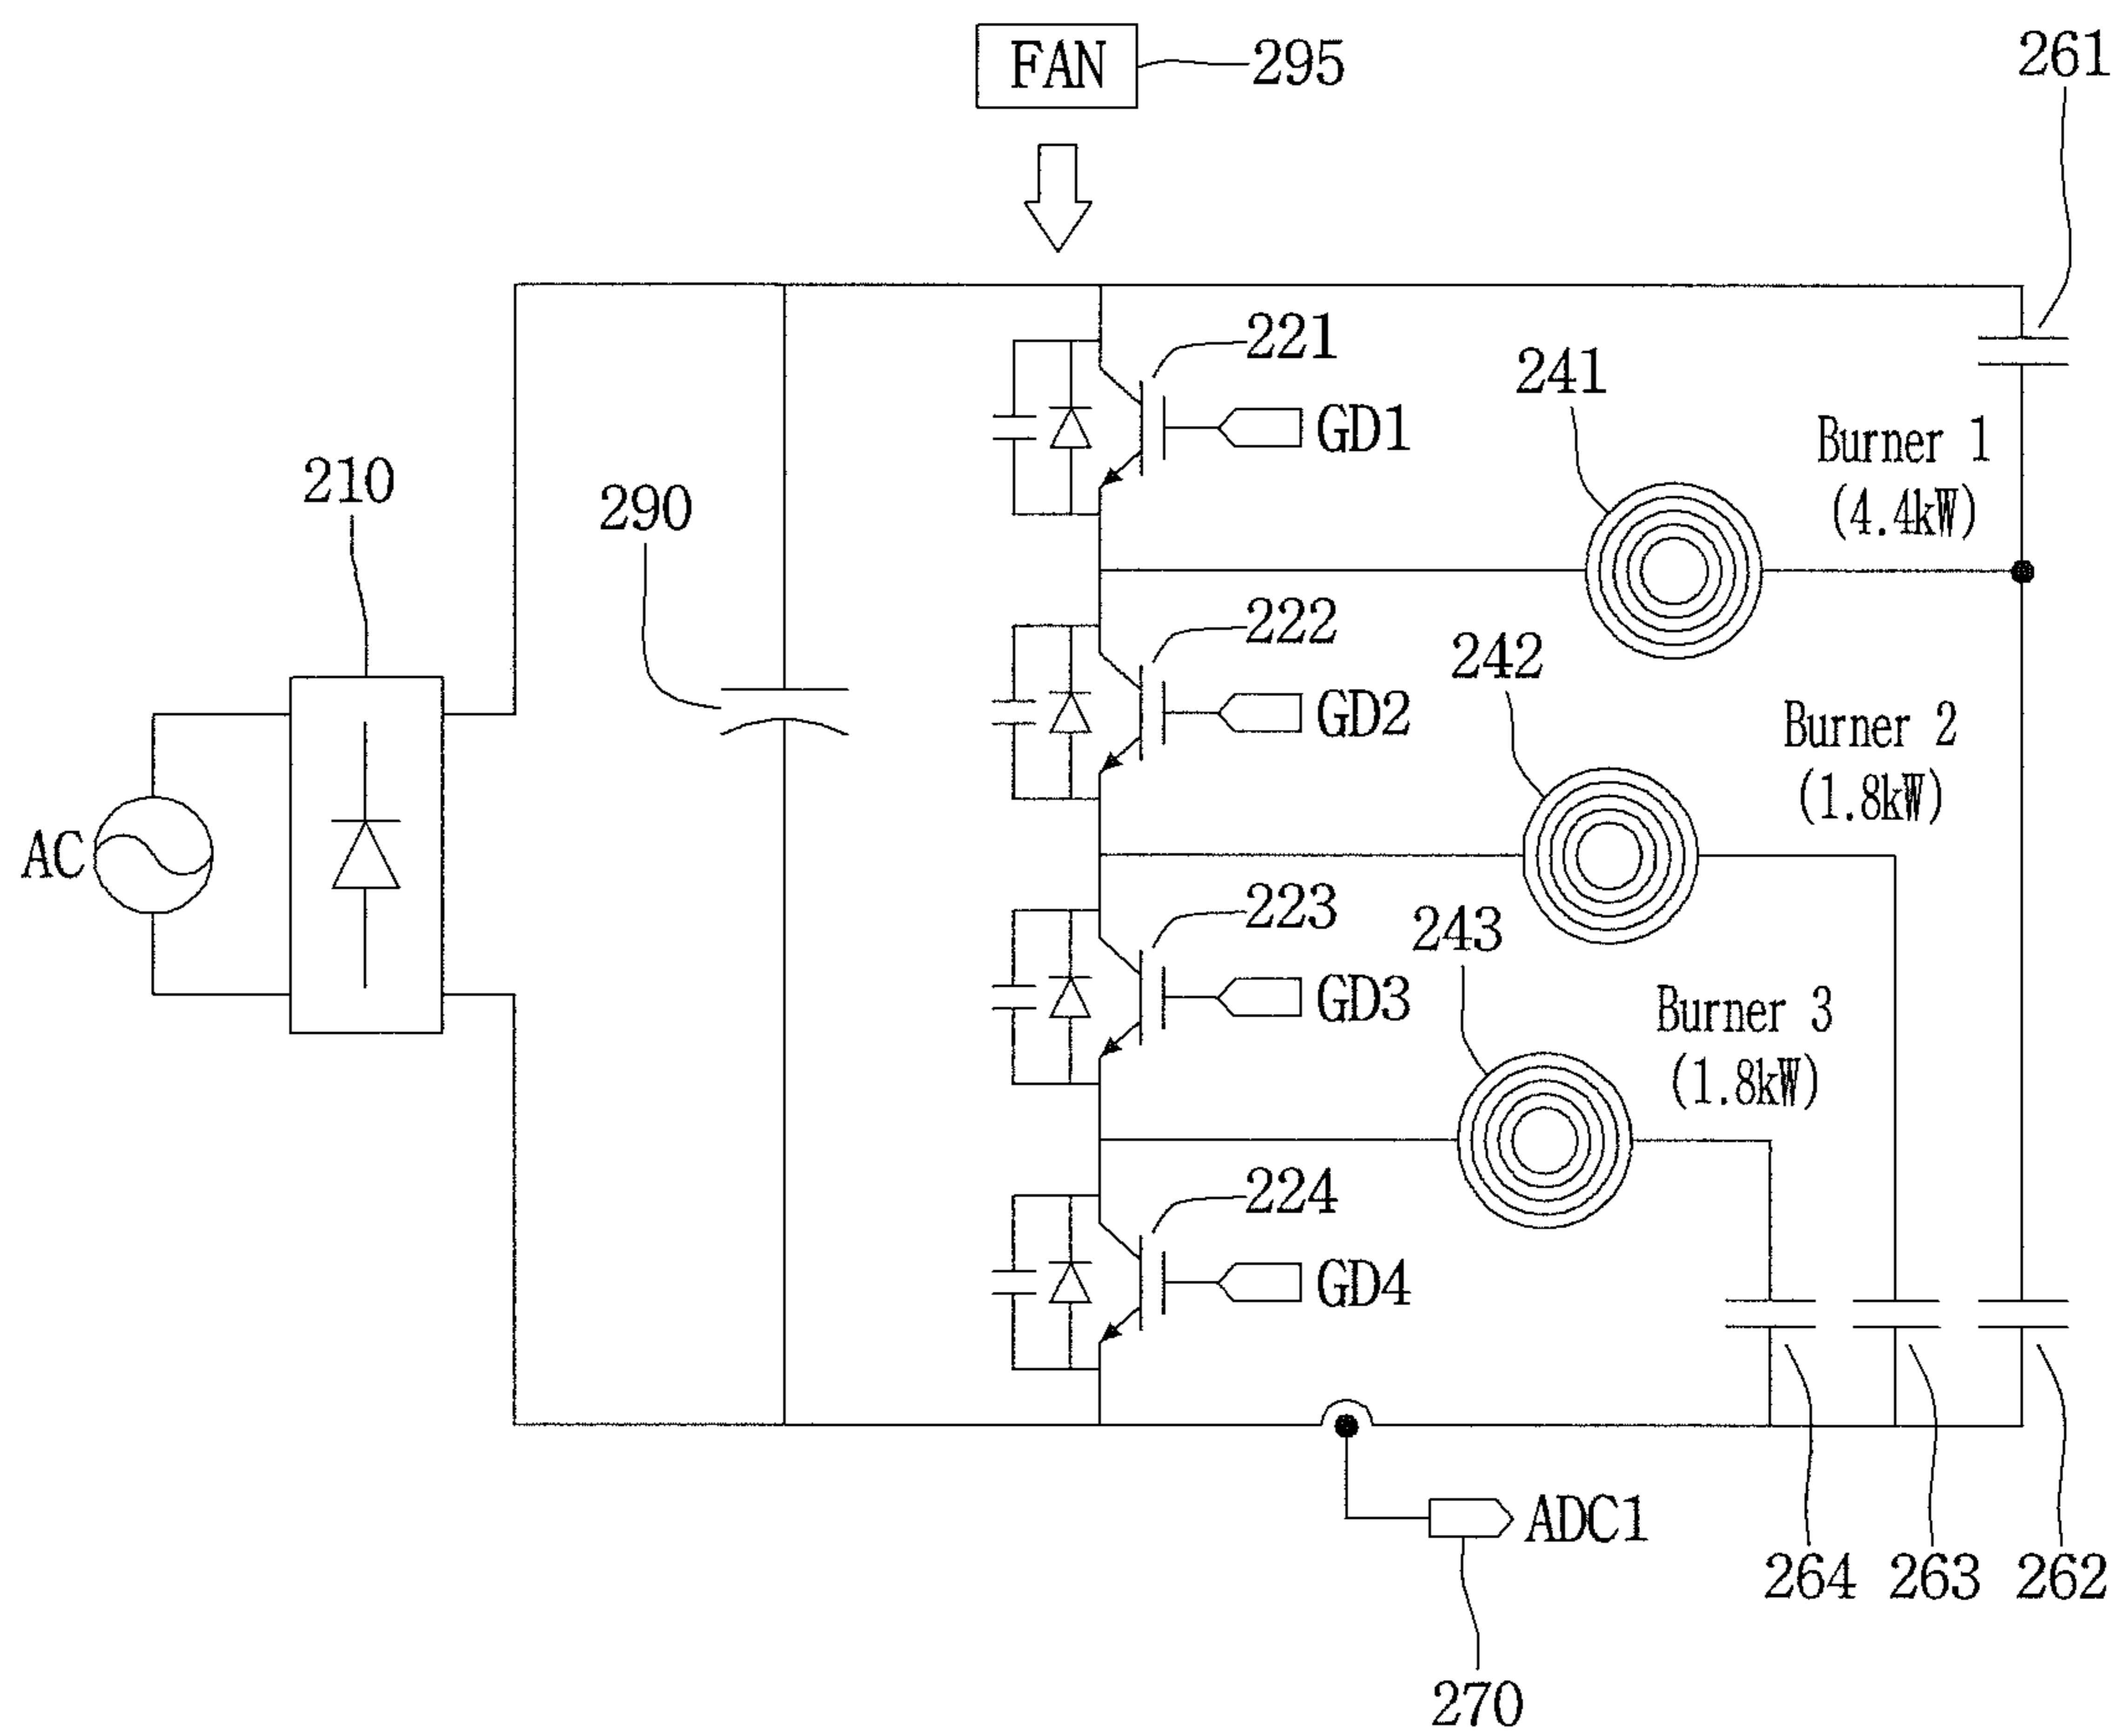 FAN
295
261
221
GD1
241
Burner 1
(4.4kW)
210
290
222
GD2
242
Burner 2
(1.8kW)
AC
223
GD3
243
Burner 3
(1.8kW)
224
GD4
ADC1
264
263
262
270